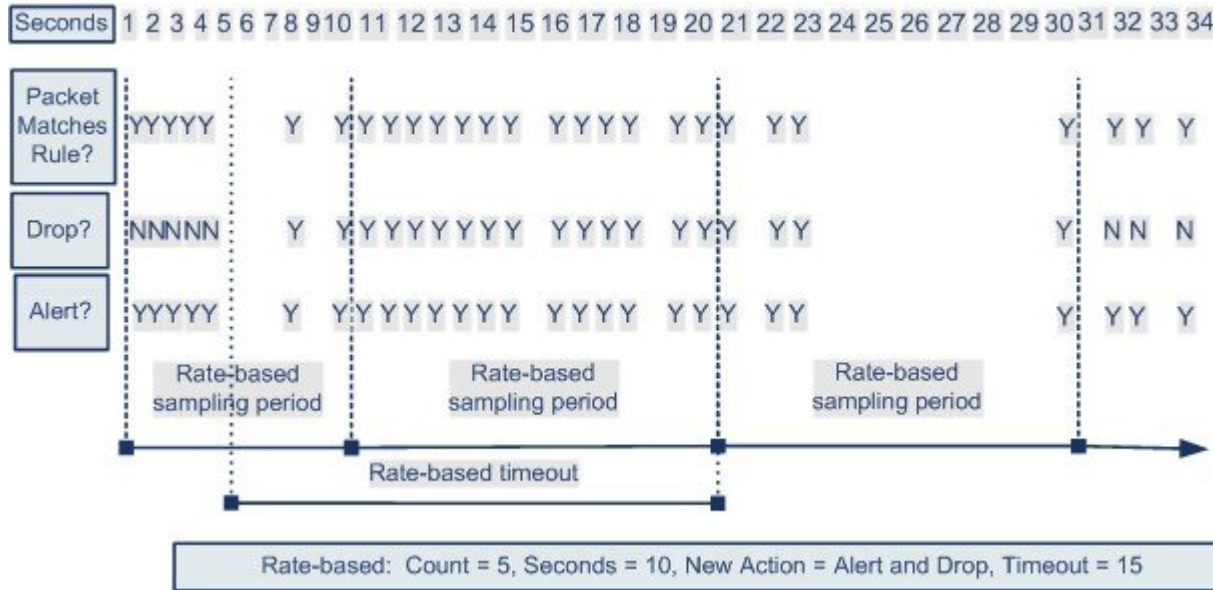 Seconds 1 2 3 4 5 6 7 8 9 10 11 12 13 14 15 16 17 18 19 20 21 22 23 24 25 26 27 28 29 30 31 32 33 34
Packet
Matches
Rule?
YYYYY Y Y Y Y Y Y Y Y Y Y Y Y Y Y Y Y Y Y Y Y Y Y
Drop?
NNNNN Y Y Y Y Y Y Y Y Y Y Y Y Y Y Y Y Y Y Y N N N
Alert?
YYYYY Y Y Y Y Y Y Y Y Y Y Y Y Y Y Y Y Y Y Y Y Y Y
Rate-based
sampling period
Rate-based
sampling period
Rate-based
sampling period
Rate-based timeout
Rate-based: Count = 5, Seconds = 10, New Action = Alert and Drop, Timeout = 15